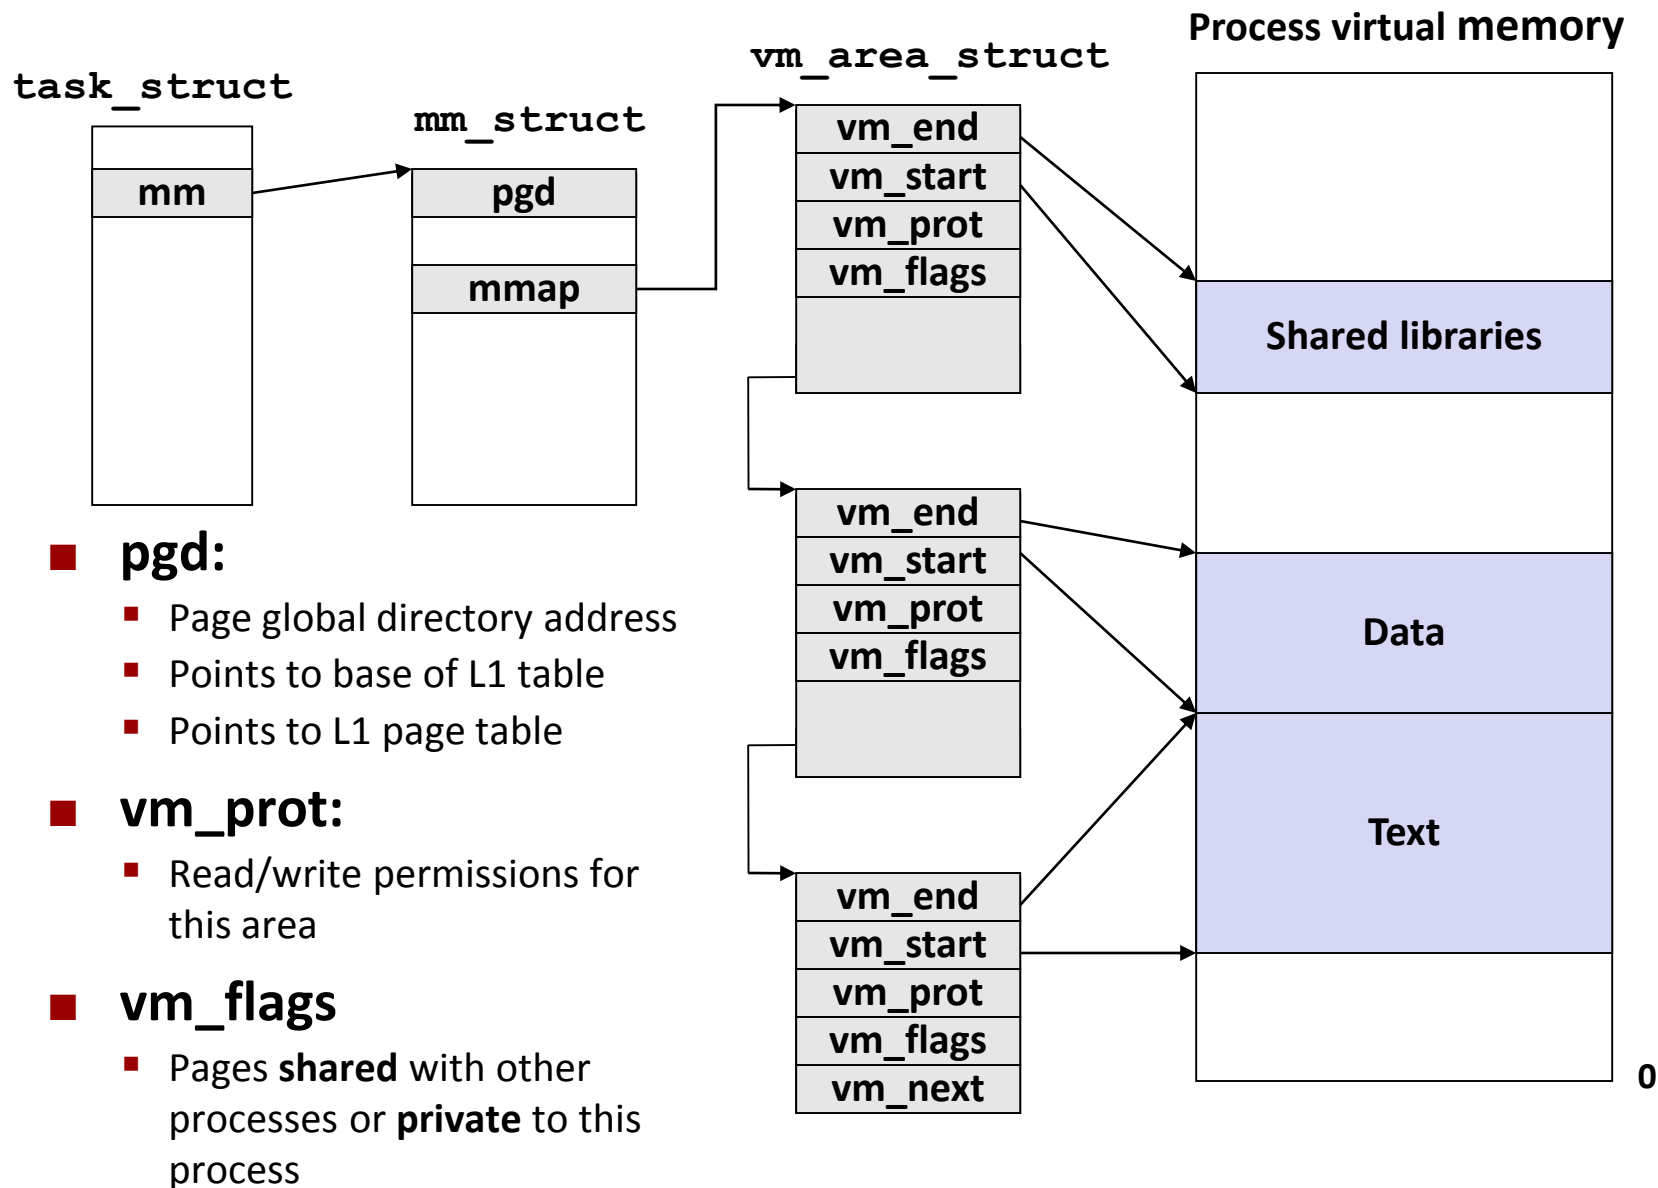 Process virtual memory
vm_area_struct
task_struct
mm_struct
mm
pgd
mmap
vm_end
vm_start
vm_prot
vm_flags
Shared libraries
vm_end
vm_start
vm_prot
vm_flags
Data
Text
vm_end
vm_start
vm_prot
vm_flags
vm_next
0
pgd:
Page global directory address
Points to base of L1 table
Points to L1 page table
vm_prot:
Read/write permissions for
this area
vm_flags
Pages shared with other
processes or private to this
process